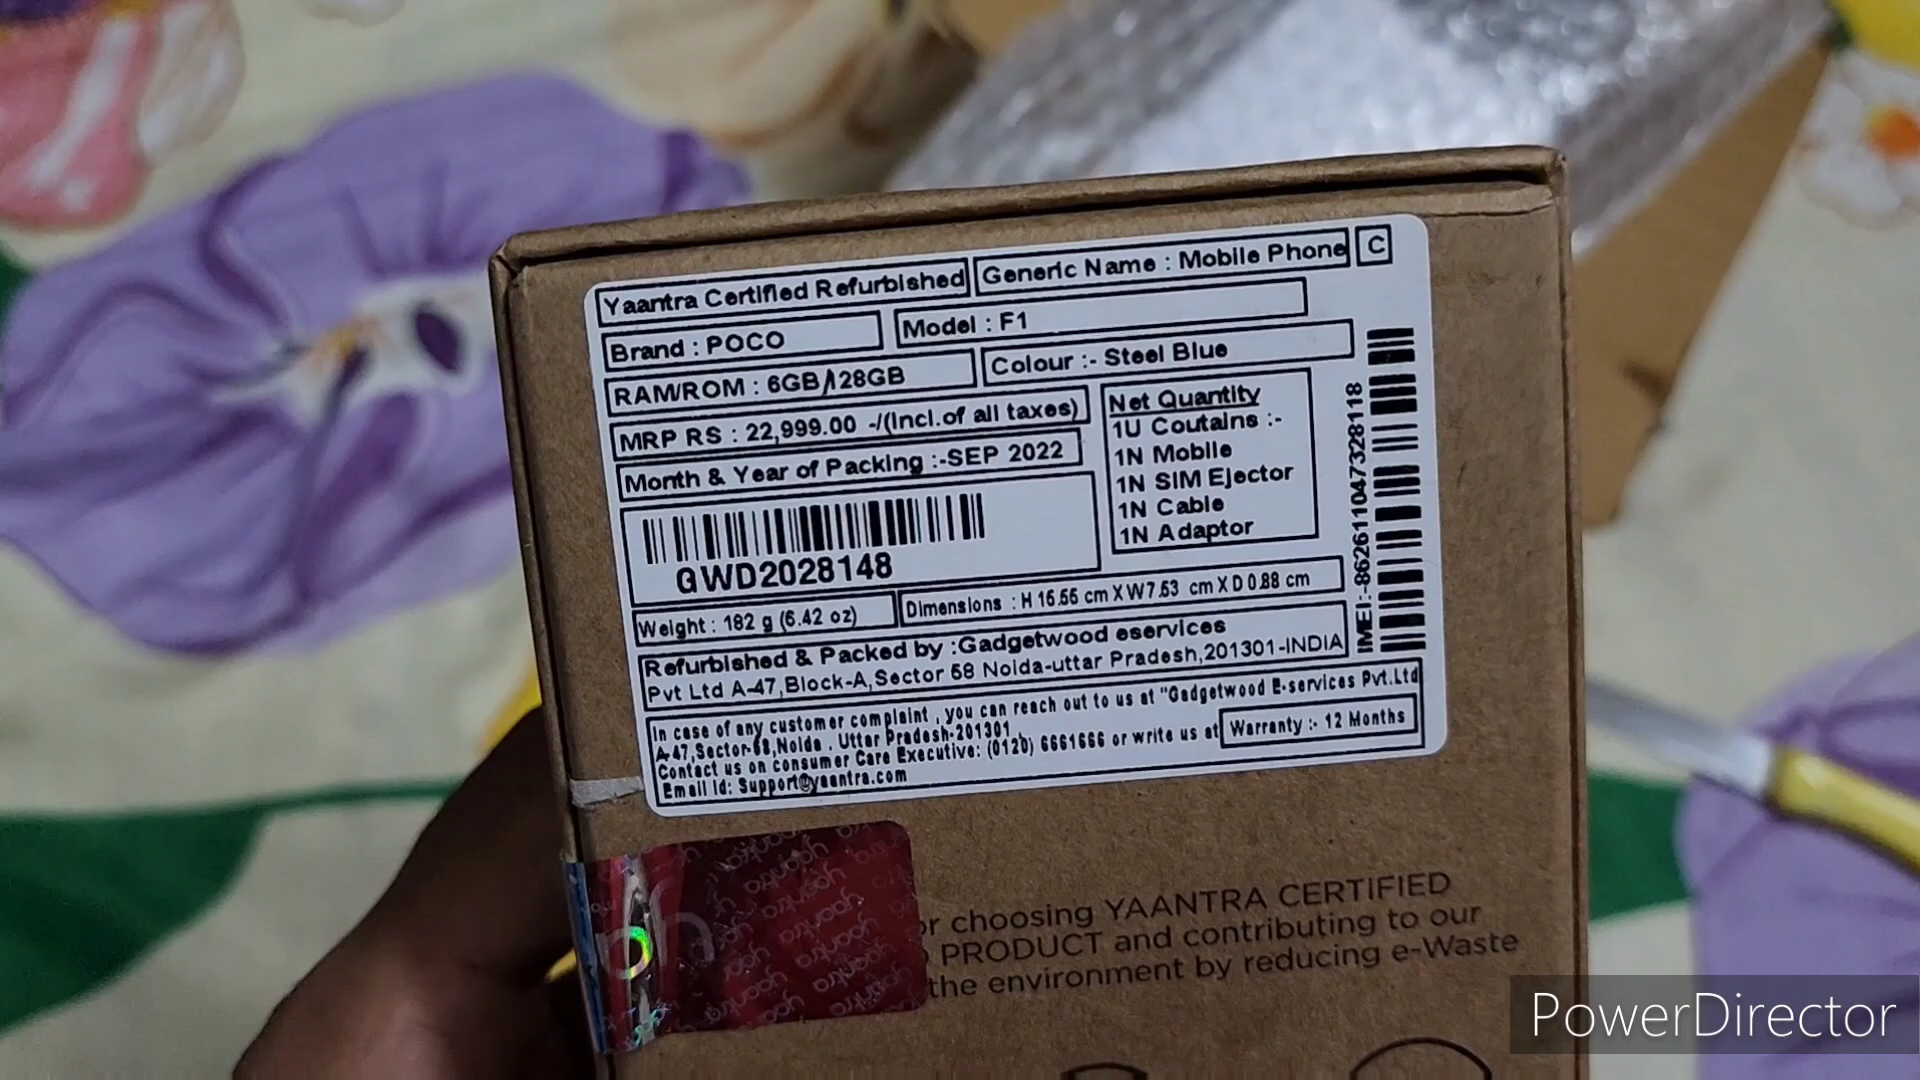 Yaantra Certified Refurbished Generic Name : Mobile Phone C
Brand : POCO Model : F1
RAM/ROM : 6GB/128GB Colour :- Steel Blue
MRP RS : 22,999.00 -/(Incl.of all taxes)
Month & Year of Packing :-SEP 2022
Net Quantity
1U Coutains :-
1N Mobile
1N SIM Ejector
1N Cable
1N Adaptor
GWD2028148
IMEI:-862611047328118
Weight : 182 g (6.42 oz) Dimensions : H 16.55 cm X W7.53 cm X D 0.88 cm
Refurbished & Packed by :Gadgetwood eservices
Pvt Ltd A-47,Block-A,Sector 68 Noida-uttar Pradesh,201301-INDIA
In case of any customer complaint , you can reach out to us at "Gadgetwood E-services Pvt.Ltd
A-47,Sector-68,Noida . Uttar Pradesh-201301,
Contact us on consumer Care Executive: (0120) 6661666 or write us at
Email Id: Support@yaantra.com
Warranty :- 12 Months
yaantra
choosing YAANTRA CERTIFIED
PRODUCT and contributing to our
the environment by reducing e-Waste
PowerDirector